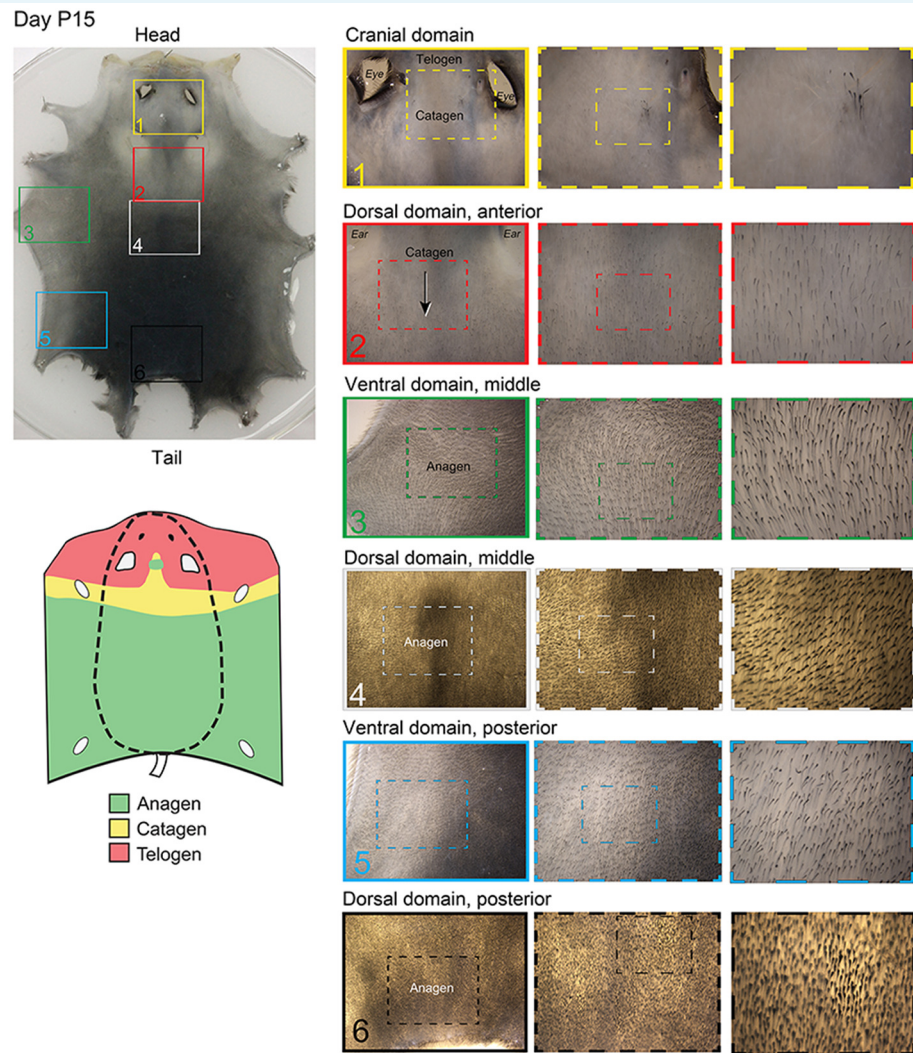 Day P15
Head
1
2
3
4
5
6
Tail
Anagen
Catagen
Telogen
Cranial domain
Telogen
Eye
Eye
Catagen
1
Dorsal domain, anterior
Ear
Ear
Catagen
2
Ventral domain, middle
Anagen
3
Dorsal domain, middle
Anagen
4
Ventral domain, posterior
5
Dorsal domain, posterior
Anagen
6